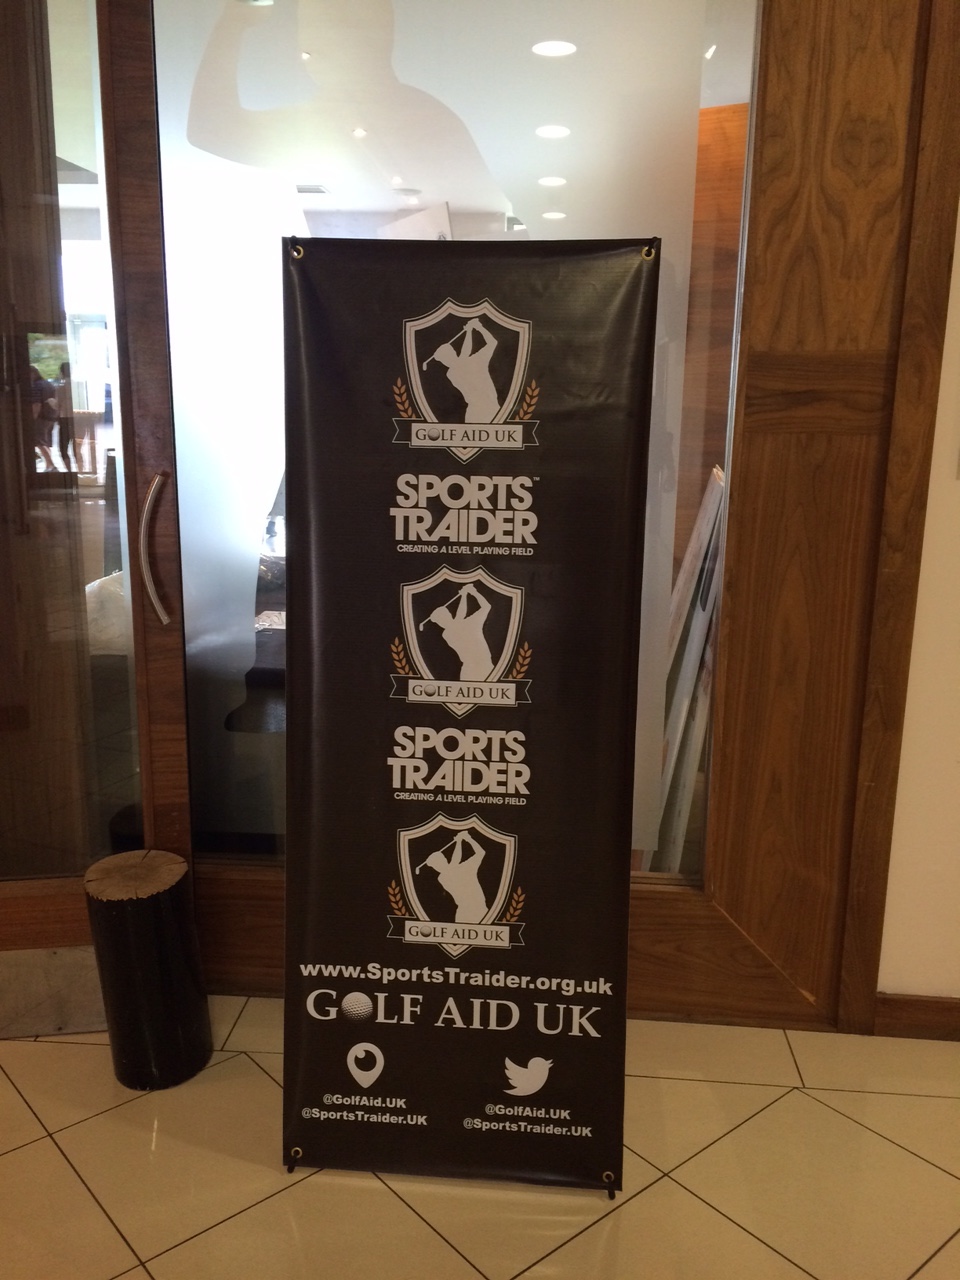 GOLF AID UK
SPORTS™
TRAIDER
CREATING A LEVEL PLAYING FIELD
GOLF AID UK
SPORTS
TRAIDER
CREATING A LEVEL PLAYING FIELD
GOLF AID UK
www.SportsTraider.org.uk
GOLF AID UK
@GolfAid.UK
@SportsTraider.UK
@GolfAid.UK
@SportsTraider.UK